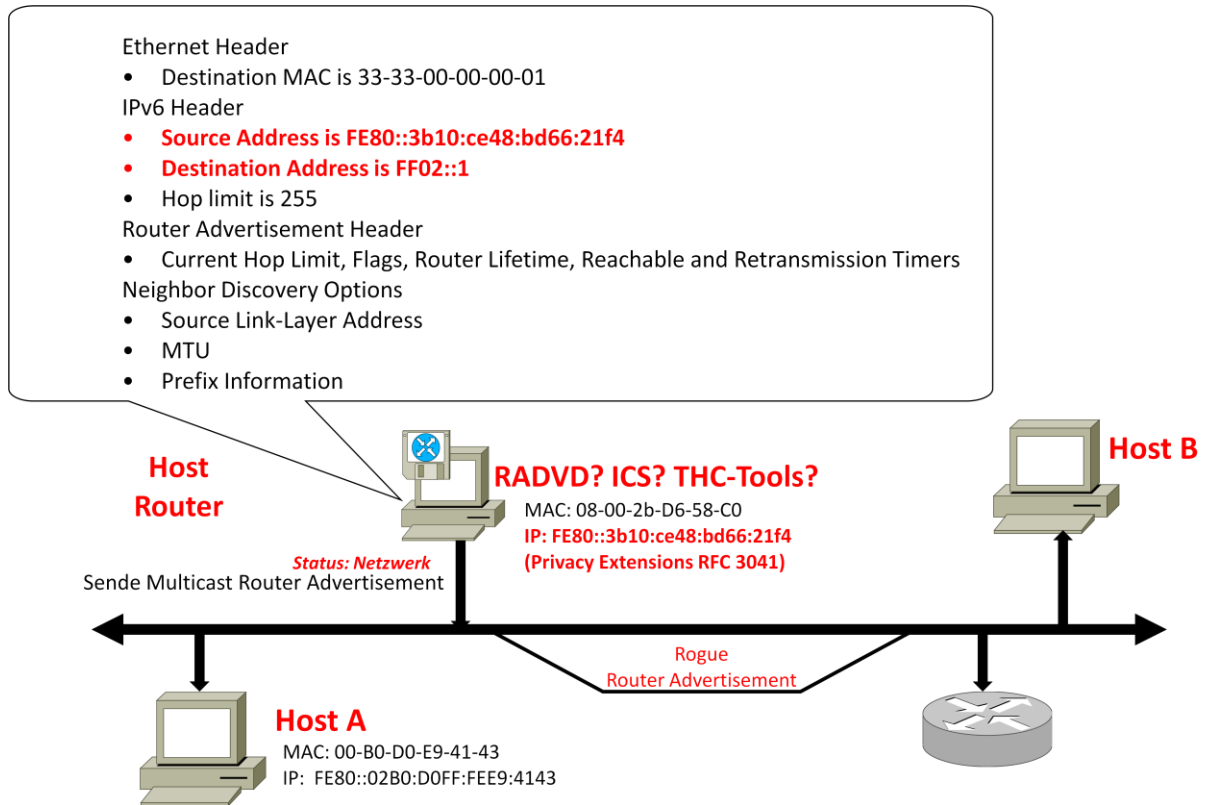 Ethernet Header
• Destination MAC is 33-33-00-00-00-01
IPv6 Header
• Source Address is FE80::3b10:ce48:bd66:21f4
• Destination Address is FF02::1
• Hop limit is 255
Router Advertisement Header
• Current Hop Limit, Flags, Router Lifetime, Reachable and Retransmission Timers
Neighbor Discovery Options
• Source Link-Layer Address
• MTU
• Prefix Information
Host
Router
RADVD? ICS? THC-Tools?
MAC: 08-00-2b-D6-58-C0
IP: FE80::3b10:ce48:bd66:21f4
(Privacy Extensions RFC 3041)
Host B
Status: Netzwerk
Sende Multicast Router Advertisement
Rogue
Router Advertisement
Host A
MAC: 00-B0-D0-E9-41-43
IP: FE80::02B0:D0FF:FEE9:4143